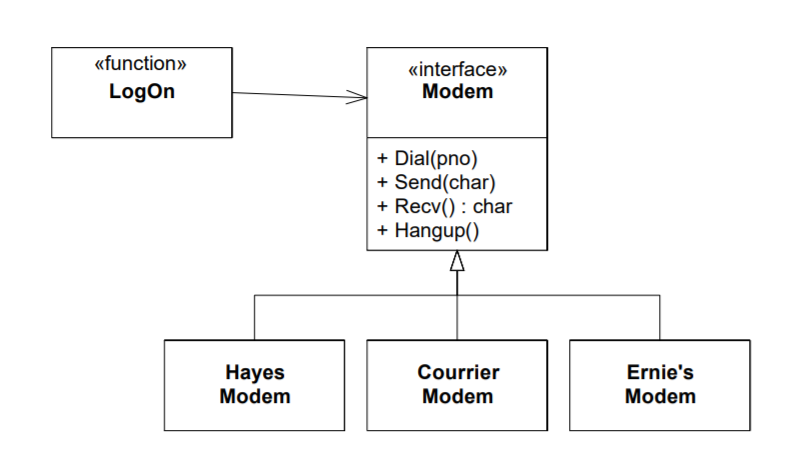 «function»
LogOn
«interface»
Modem
+ Dial(pno)
+ Send(char)
+ Recv() : char
+ Hangup()
Hayes
Modem
Courrier
Modem
Ernie's
Modem